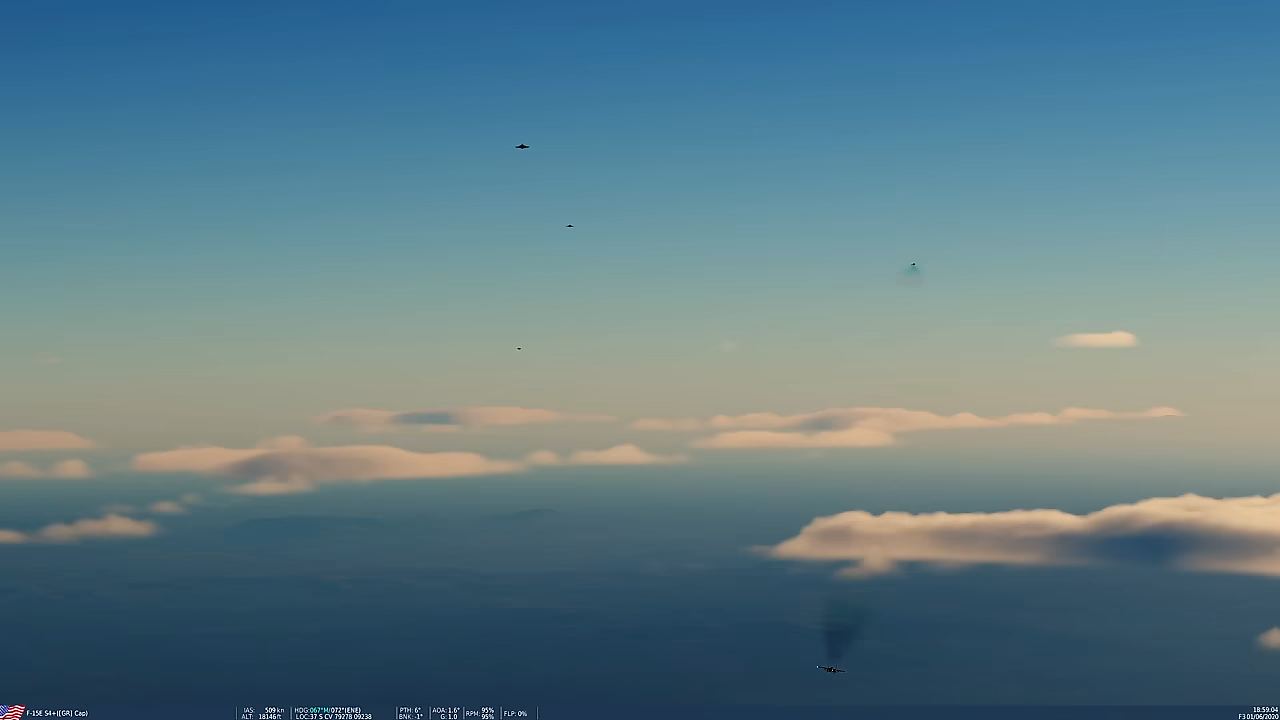 F-15E S4+([GR] Cap)
IAS: 509 kn
ALT: 18146 ft
HDG:067°M/072°(ENE)
LOC:37 S CV 79278 09238
PTH: 6°
BNK: -1°
AOA: 1.6°
G: 1.0
RPM: 95%
95%
FLP: 0%
18:59:04
F3 01/06/20